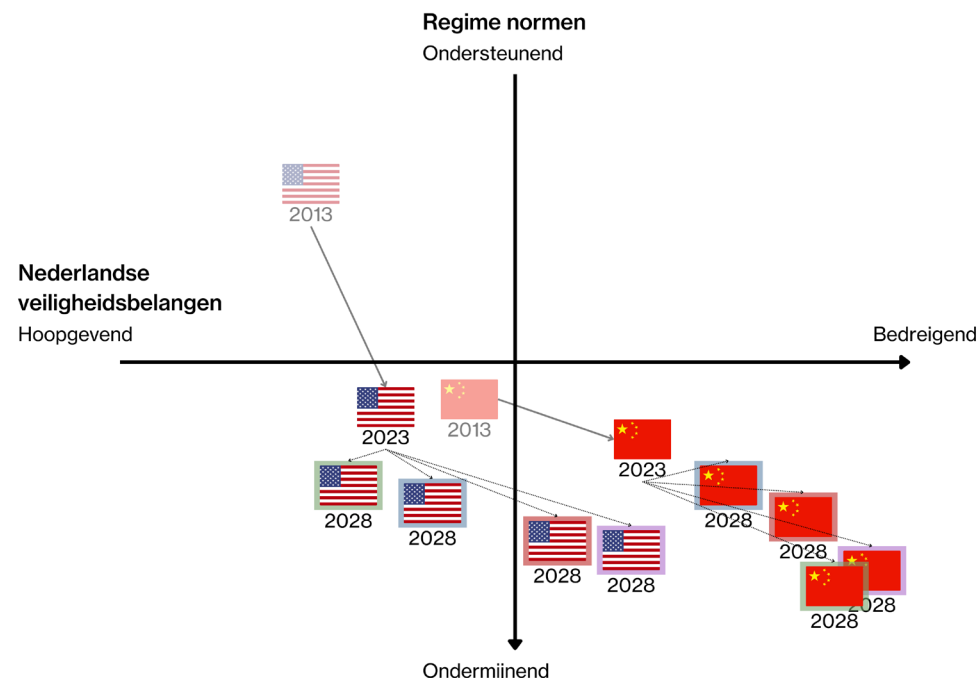 Regime normen
Ondersteunend
2013
Nederlandse
veiligheidsbelangen
Hoopgevend
Bedreigend
2013
2023
2023
2028
2028
2028
2028
2028
2028
2028
2028
Ondermijnend